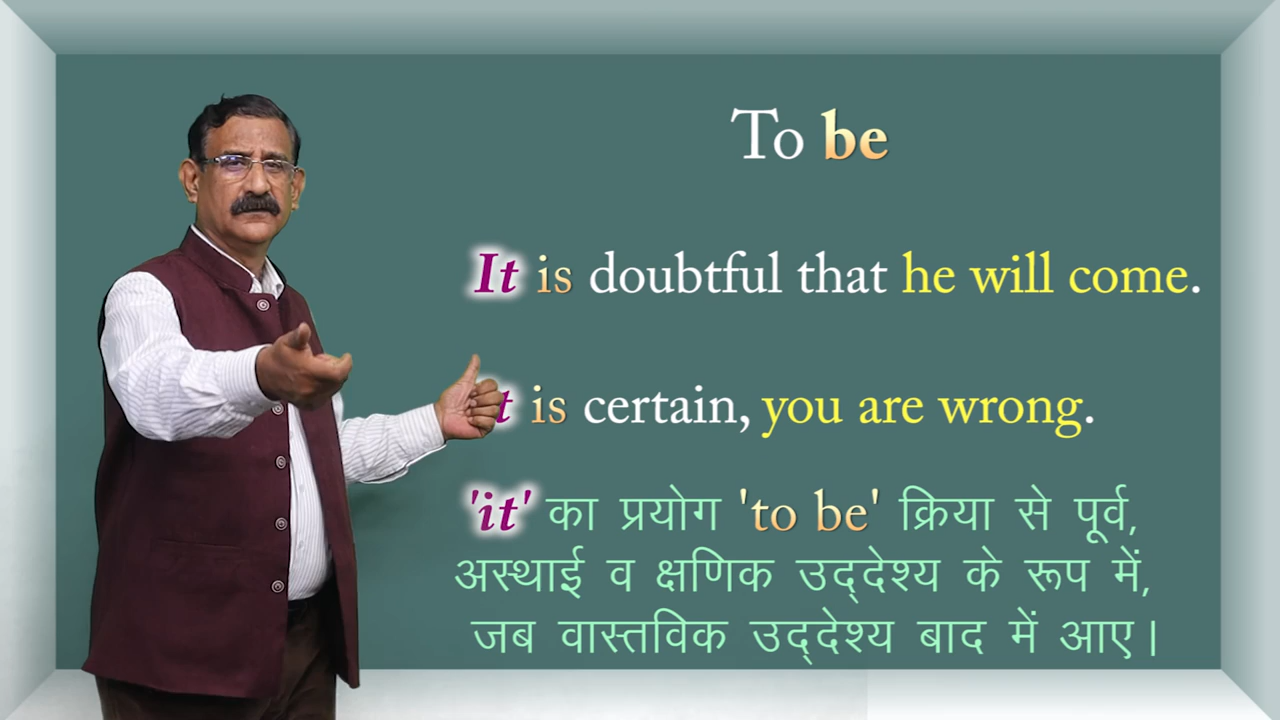 To be
It is doubtful that he will come.
It is certain, you are wrong.
'it' का प्रयोग 'to be' क्रिया से पूर्व,
अस्थाई व क्षणिक उद्देश्य के रूप में,
जब वास्तविक उद्देश्य बाद में आए।